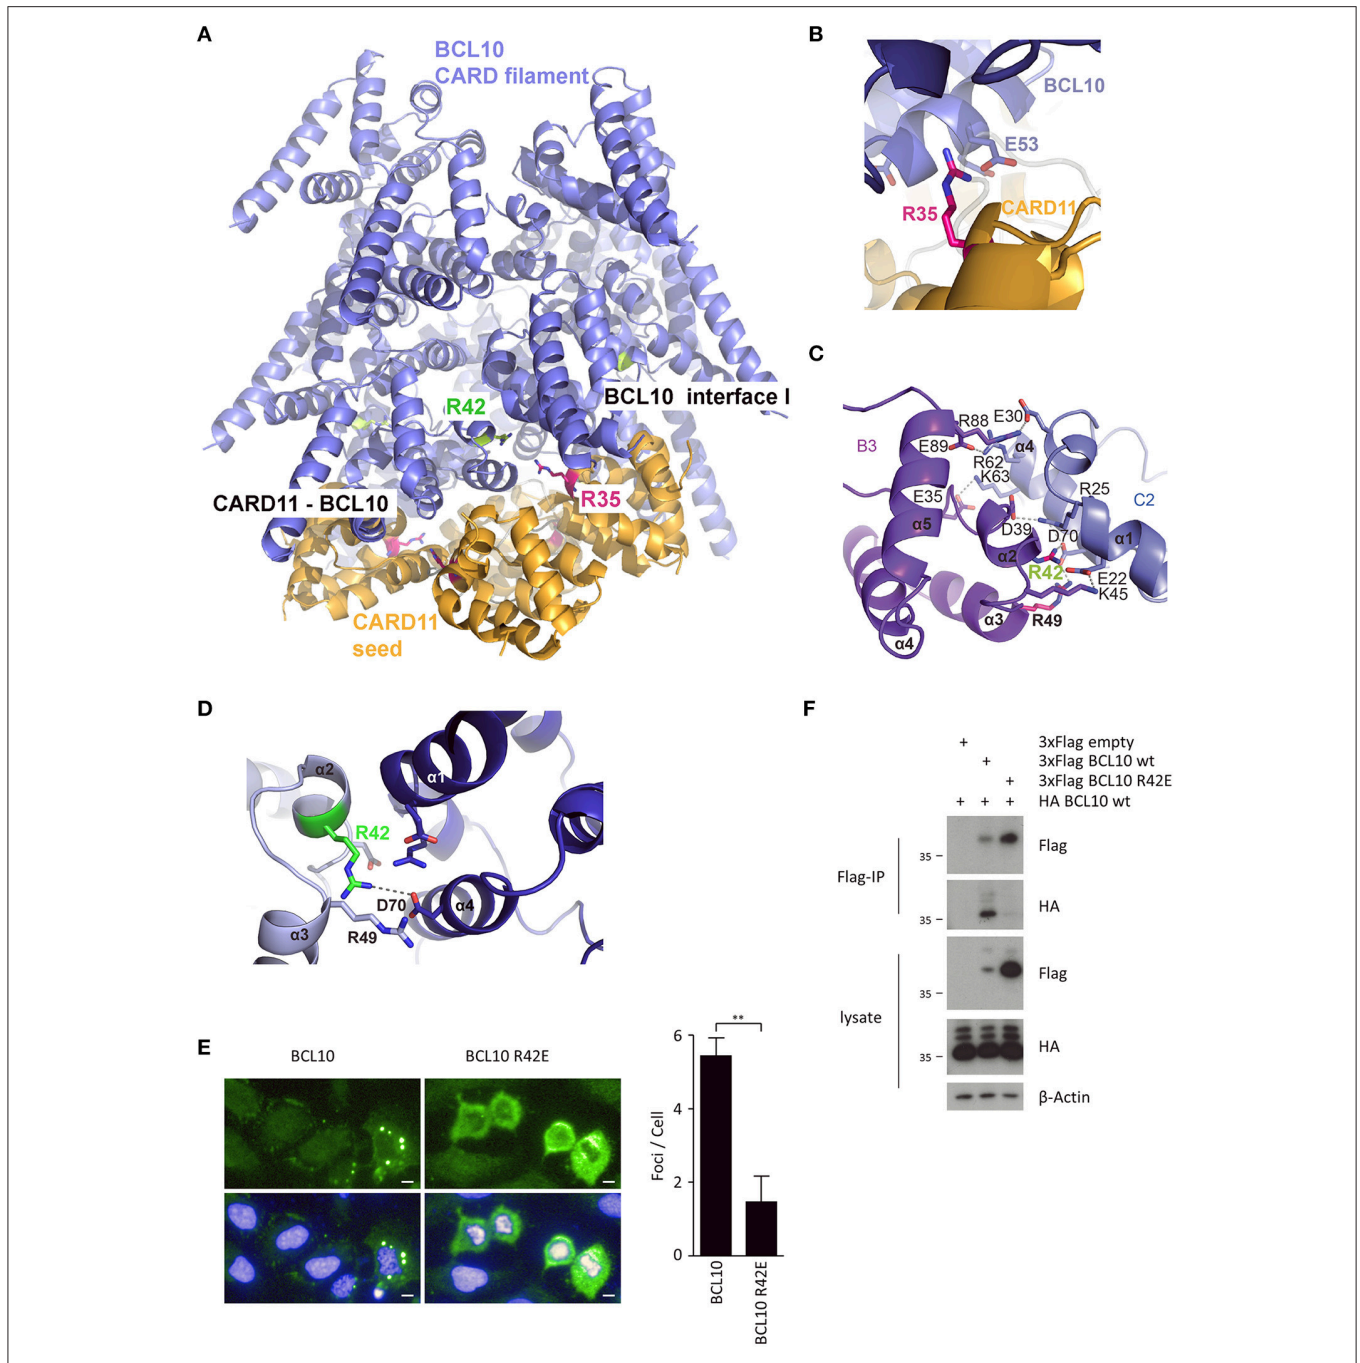 A
BCL10
CARD filament
R42
BCL10 interface I
CARD11 - BCL10
R35
CARD11
seed
B
BCL10
E53
R35
CARD11
C
B3
R88
E30
E89
α4
R62
K63
E35
R25
C2
α5
D39
D70
α2
α1
R42
E22
K45
α3
R49
α4
D
α2
α1
R42
D70
α4
α3
R49
E
BCL10
BCL10 R42E
**
Foci / Cell
6
4
2
0
BCL10
BCL10 R42E
F
+
3xFlag empty
+
3xFlag BCL10 wt
+
3xFlag BCL10 R42E
+ + +
HA BCL10 wt
Flag-IP
35
Flag
35
HA
lysate
35
Flag
35
HA
β-Actin